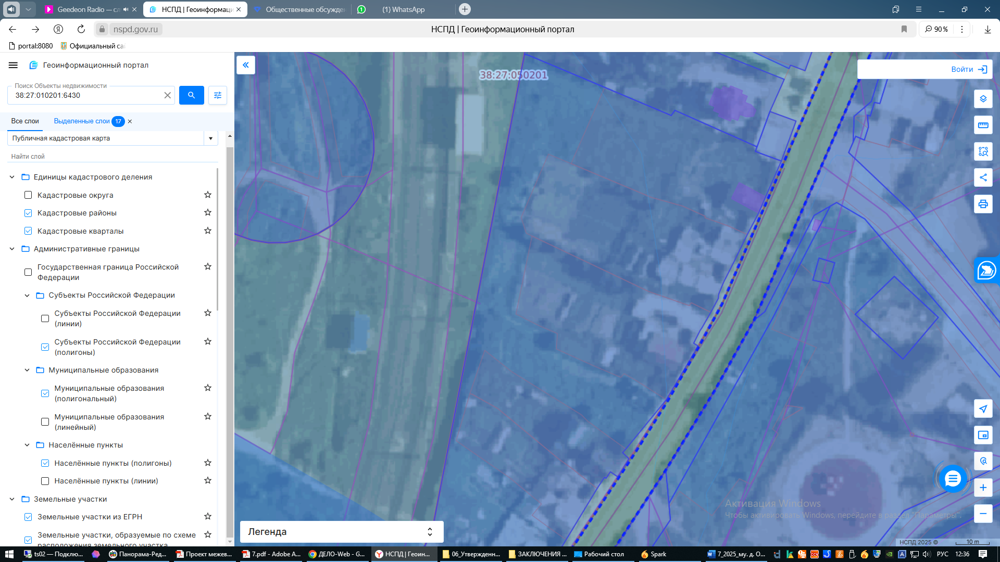 Geedeon Radio — сл
НСПД | Геоинформаци
Общественные обсужде
(1) WhatsApp
nspd.gov.ru
НСПД | Геоинформационный портал
90 %
portal:8080
Официальный сай
Геоинформационный портал
Войти
38:27:050201
Поиск Объекты недвижимости
38:27:010201:6430
Все слои
Выделенные слои 17
Публичная кадастровая карта
Найти слой
Единицы кадастрового деления
Кадастровые округа
Кадастровые районы
Кадастровые кварталы
Административные границы
Государственная граница Российской
Федерации
Субъекты Российской Федерации
Субъекты Российской Федерации
(линии)
Субъекты Российской Федерации
(полигоны)
Муниципальные образования
Муниципальные образования
(полигональный)
Муниципальные образования
(линейный)
Населённые пункты
Населённые пункты (полигоны)
Населённые пункты (линии)
Земельные участки
Земельные участки из ЕГРН
Земельные участки, образуемые по схеме
расположения земельного участка
Легенда
Активация Windows
Чтобы активировать Windows, перейдите в раздел "Параметры".
НСПД 2025 ©
10 m
ts02 — Подклю...
Панорама-Ред...
Проект межев...
7.pdf - Adobe A...
ДЕЛО-Web - G...
НСПД | Геоин...
06_Утвержденн...
ЗАКЛЮЧЕНИЯ ...
Рабочий стол
Spark
7_2025_му. д. О...
РУС
12:36